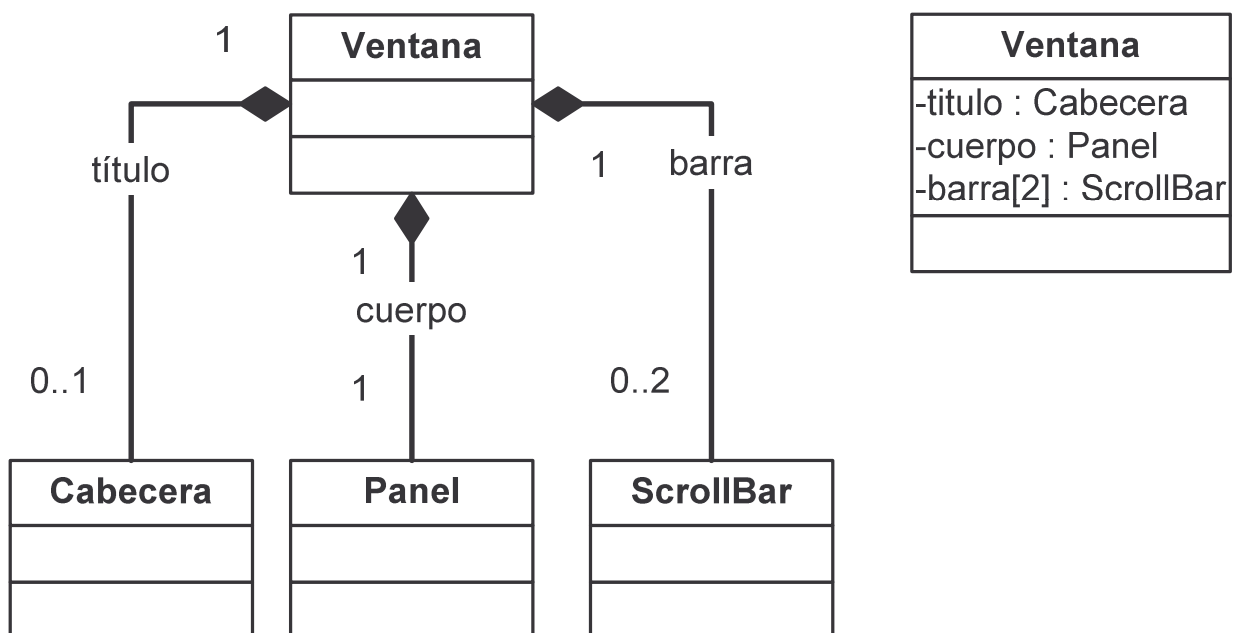 1
Ventana
título
1
barra
1
cuerpo
0..1
1
0..2
Cabecera
Panel
ScrollBar
Ventana
-titulo : Cabecera
-cuerpo : Panel
-barra[2] : ScrollBar